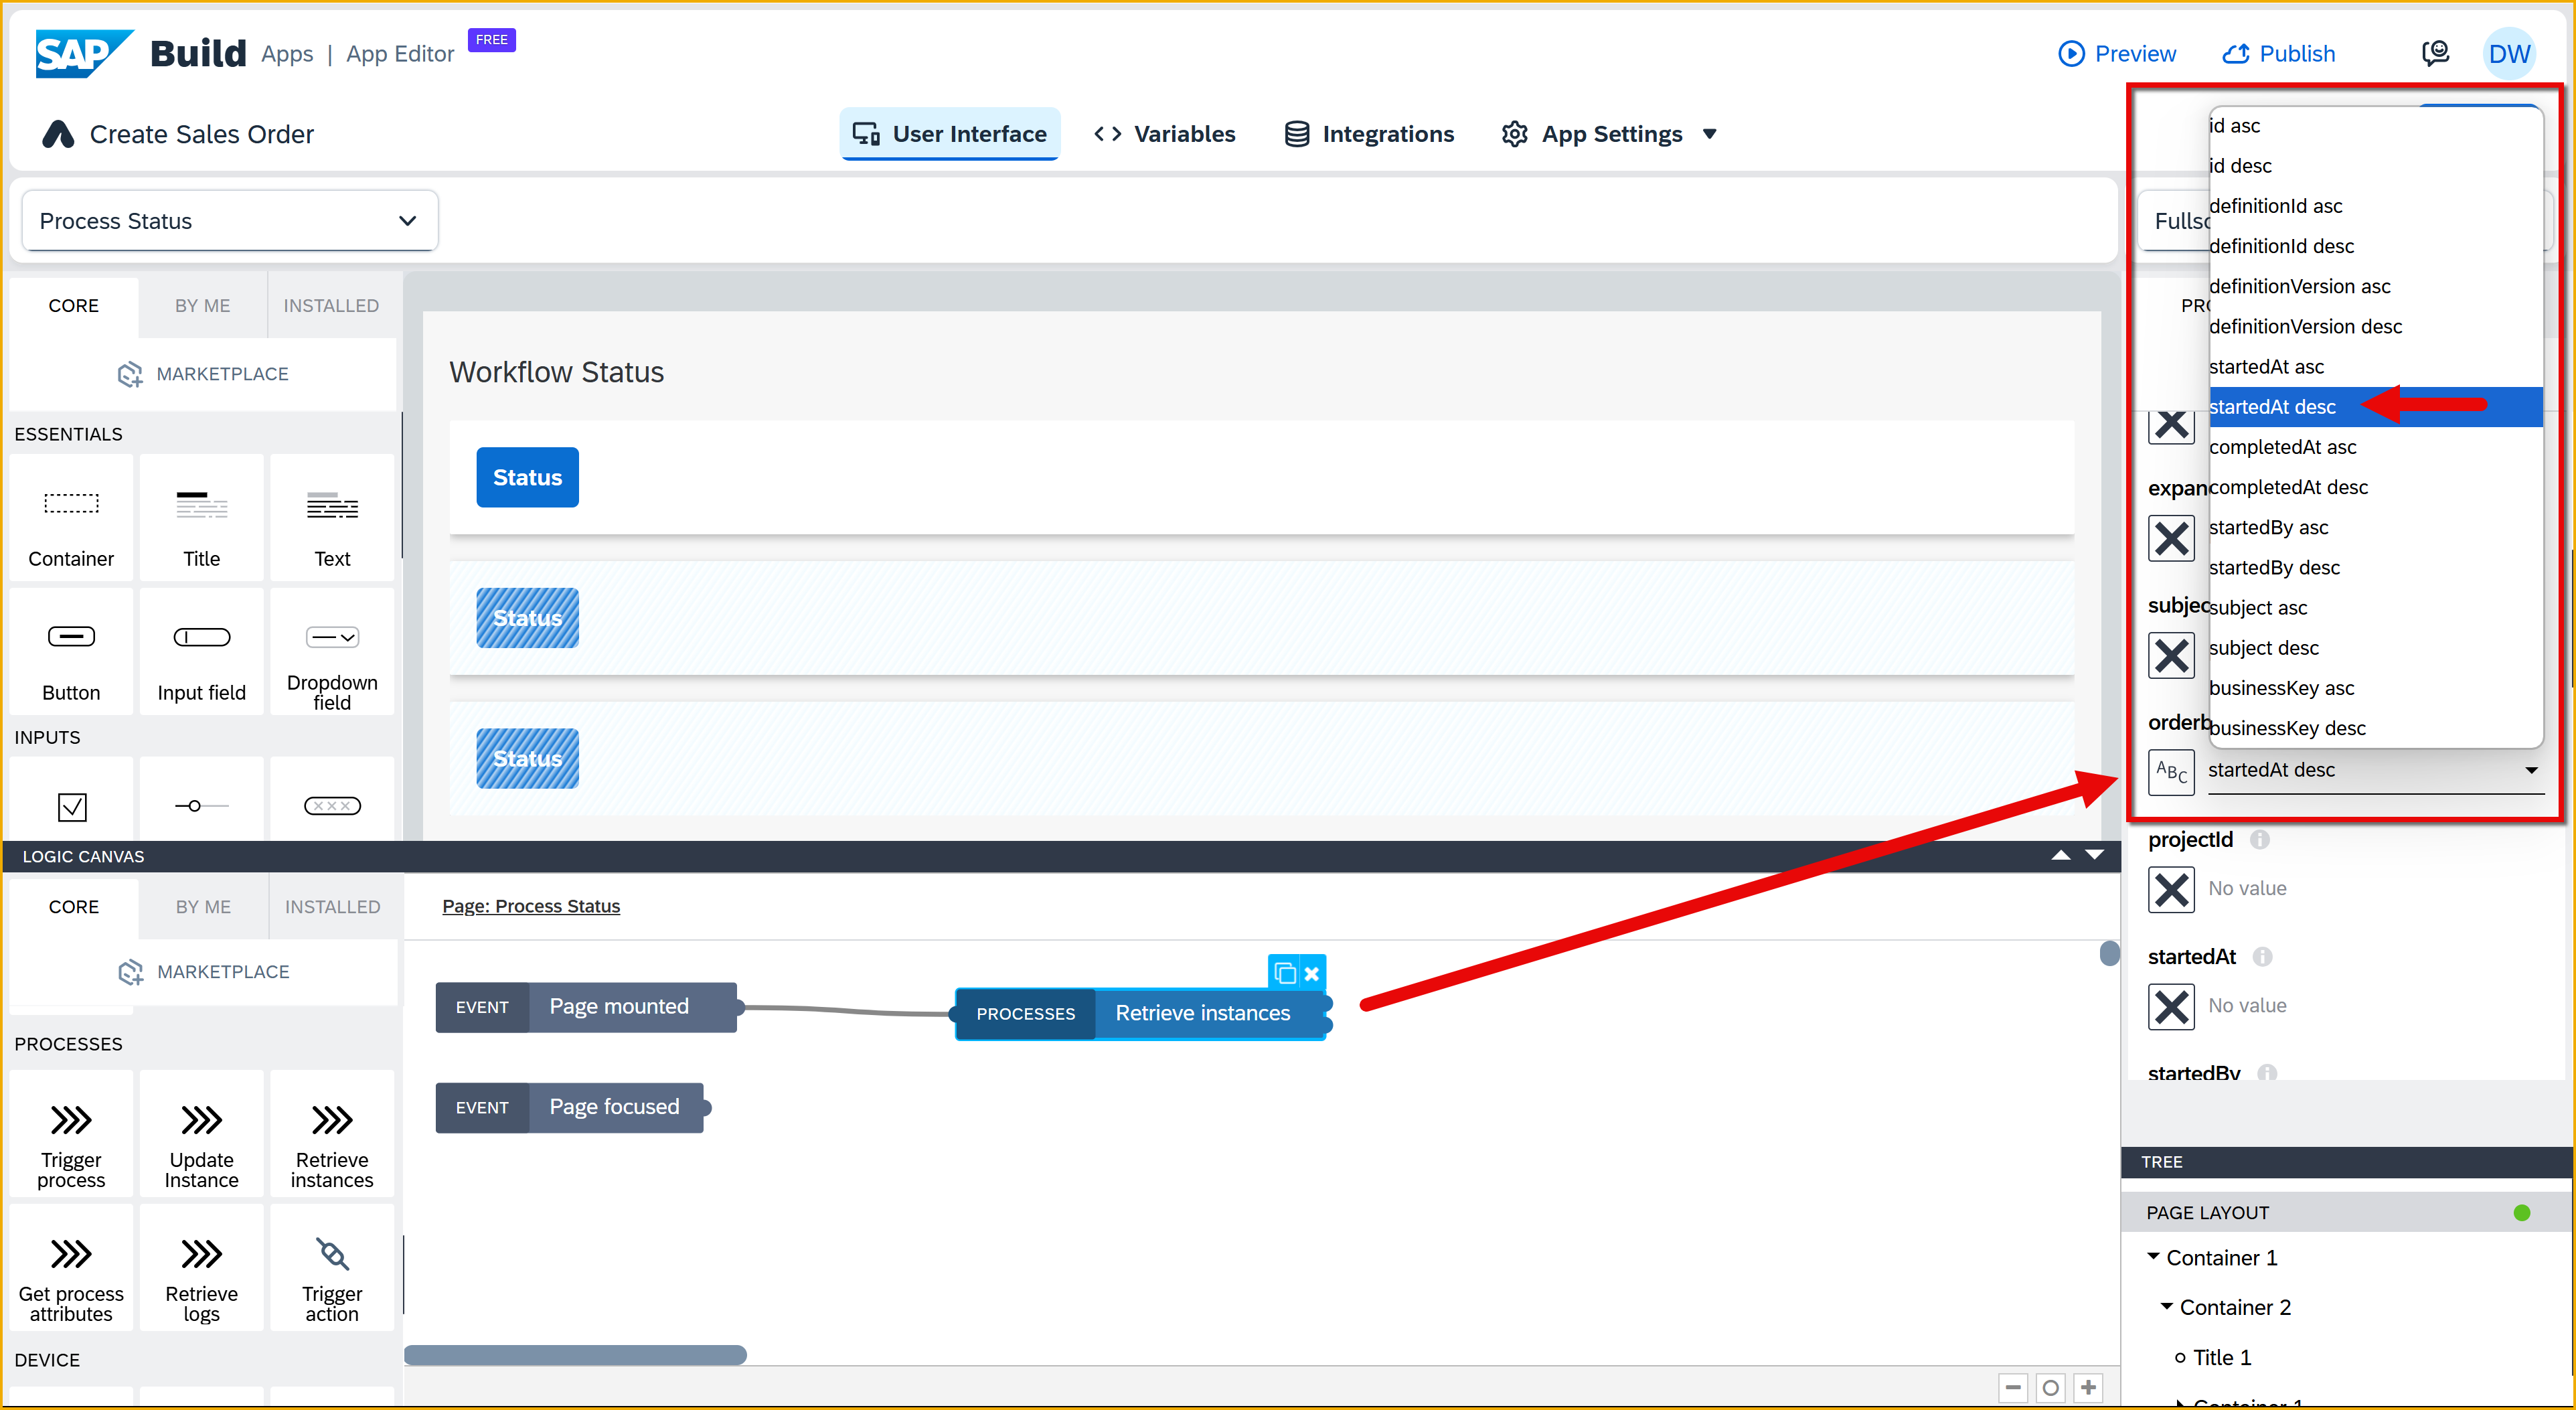 SAP Build Apps | App Editor FREE
Preview
Publish
DW
Create Sales Order
User Interface
Variables
Integrations
App Settings
Process Status
CORE
BY ME
INSTALLED
MARKETPLACE
ESSENTIALS
Container
Title
Text
Button
Input field
Dropdown
field
INPUTS
Workflow Status
Status
Status
Status
id asc
id desc
definitionId asc
definitionId desc
definitionVersion asc
definitionVersion desc
startedAt asc
startedAt desc
completedAt asc
completedAt desc
startedBy asc
startedBy desc
subject asc
subject desc
businessKey asc
businessKey desc
ABC
startedAt desc
projectId
No value
startedAt
No value
startedBy
LOGIC CANVAS
CORE
BY ME
INSTALLED
MARKETPLACE
PROCESSES
Trigger
process
Update
Instance
Retrieve
instances
Get process
attributes
Retrieve
logs
Trigger
action
DEVICE
Page: Process Status
EVENT Page mounted
PROCESSES Retrieve instances
EVENT Page focused
TREE
PAGE LAYOUT
Container 1
Container 2
Title 1
Container 1